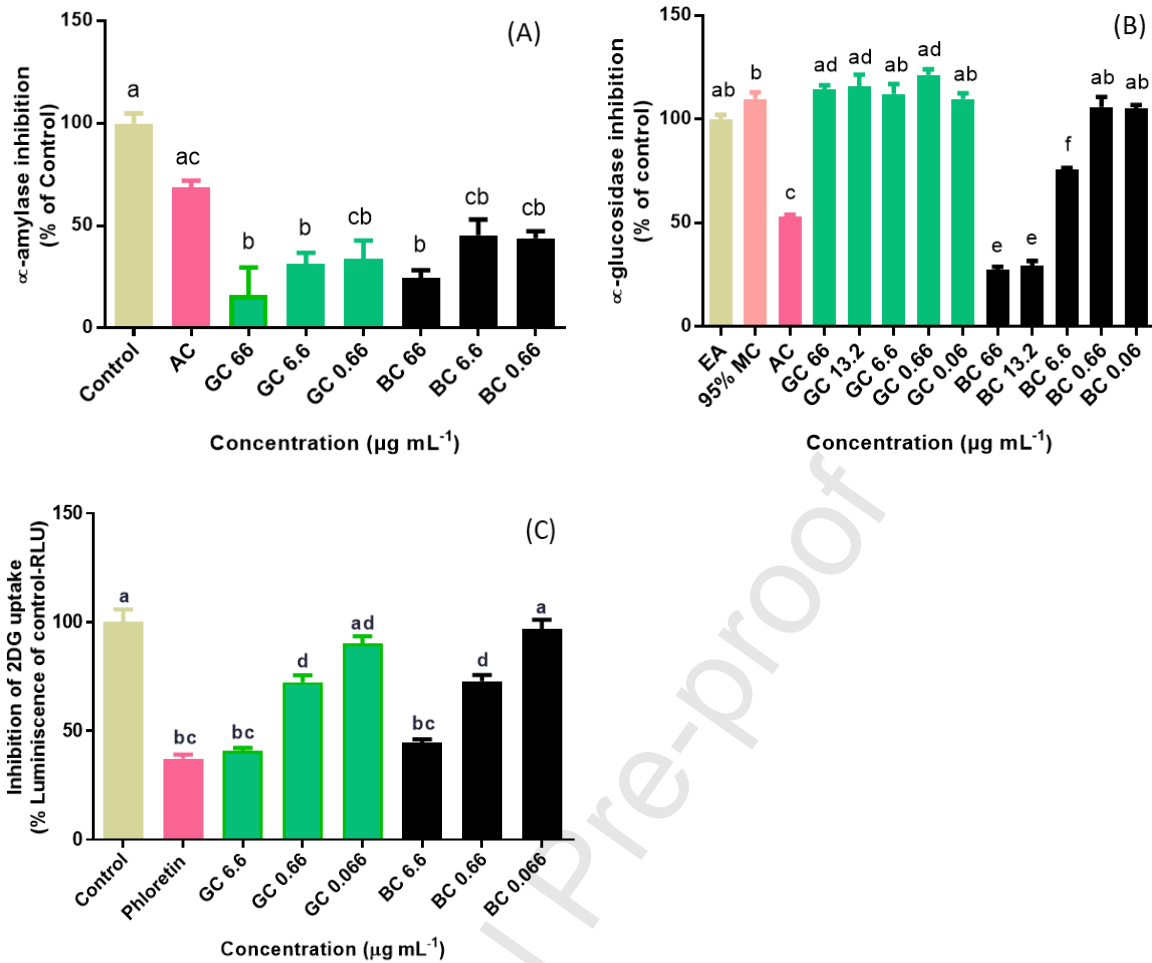 (A)
α-amylase inhibition
(% of Control)
150
100
50
0
a
ac
b
b
cb
b
cb
cb
Control
AC
GC 66
GC 6.6
GC 0.66
BC 66
BC 6.6
BC 0.66
Concentration (µg mL⁻¹)
(B)
α-glucosidase inhibition
(% of control)
150
100
50
0
ab
b
c
ad
ad
ab
ad
ab
e
e
f
ab
ab
EA
95% MC
AC
GC 66
GC 13.2
GC 6.6
GC 0.66
GC 0.06
BC 66
BC 13.2
BC 6.6
BC 0.66
BC 0.06
Concentration (µg mL⁻¹)
(C)
Inhibition of 2DG uptake
(% Luminiscence of control-RLU)
150
100
50
0
a
bc
bc
d
ad
bc
d
a
Control
Phloretin
GC 6.6
GC 0.66
GC 0.066
BC 6.6
BC 0.66
BC 0.066
Concentration (µg mL⁻¹)
Pre-proof